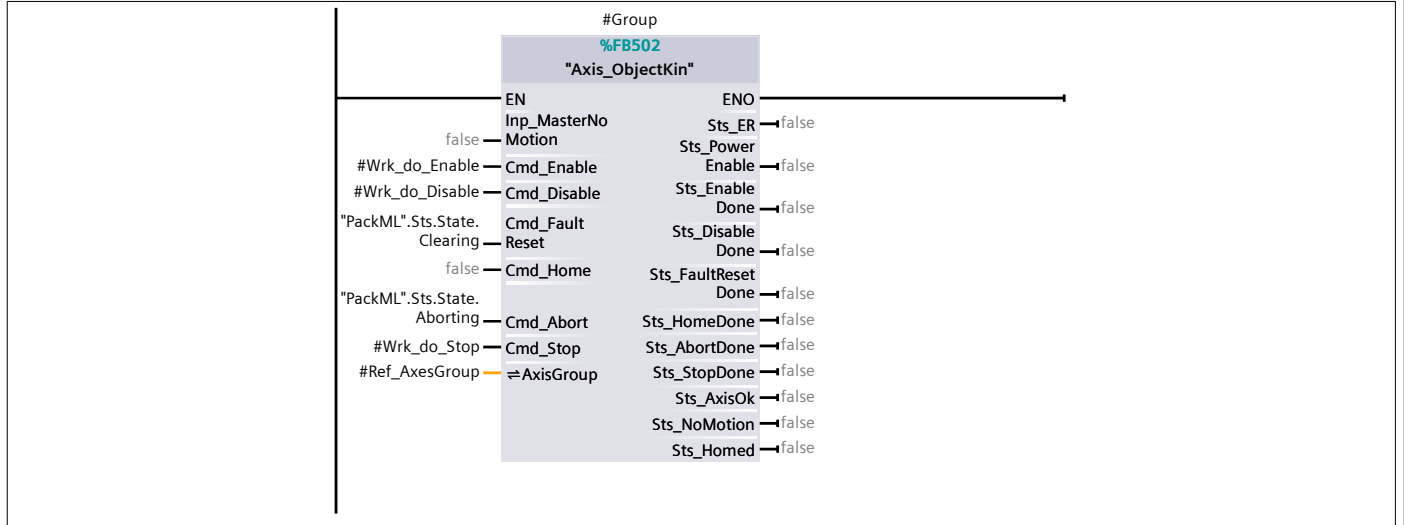 #Group
%FB502
"Axis_ObjectKin"
EN
ENO
Inp_MasterNo
false Motion
Sts_ER false
#Wrk_do_Enable Cmd_Enable
Sts_Power
Enable false
#Wrk_do_Disable Cmd_Disable
Sts_Enable
Done false
"PackML".Sts.State.
Clearing
Cmd_Fault
Reset
Sts_Disable
Done false
false Cmd_Home
Sts_FaultReset
Done false
"PackML".Sts.State.
Aborting Cmd_Abort
Sts_HomeDone false
#Wrk_do_Stop Cmd_Stop
Sts_AbortDone false
#Ref_AxesGroup ⇌AxisGroup
Sts_StopDone false
Sts_AxisOk false
Sts_NoMotion false
Sts_Homed false